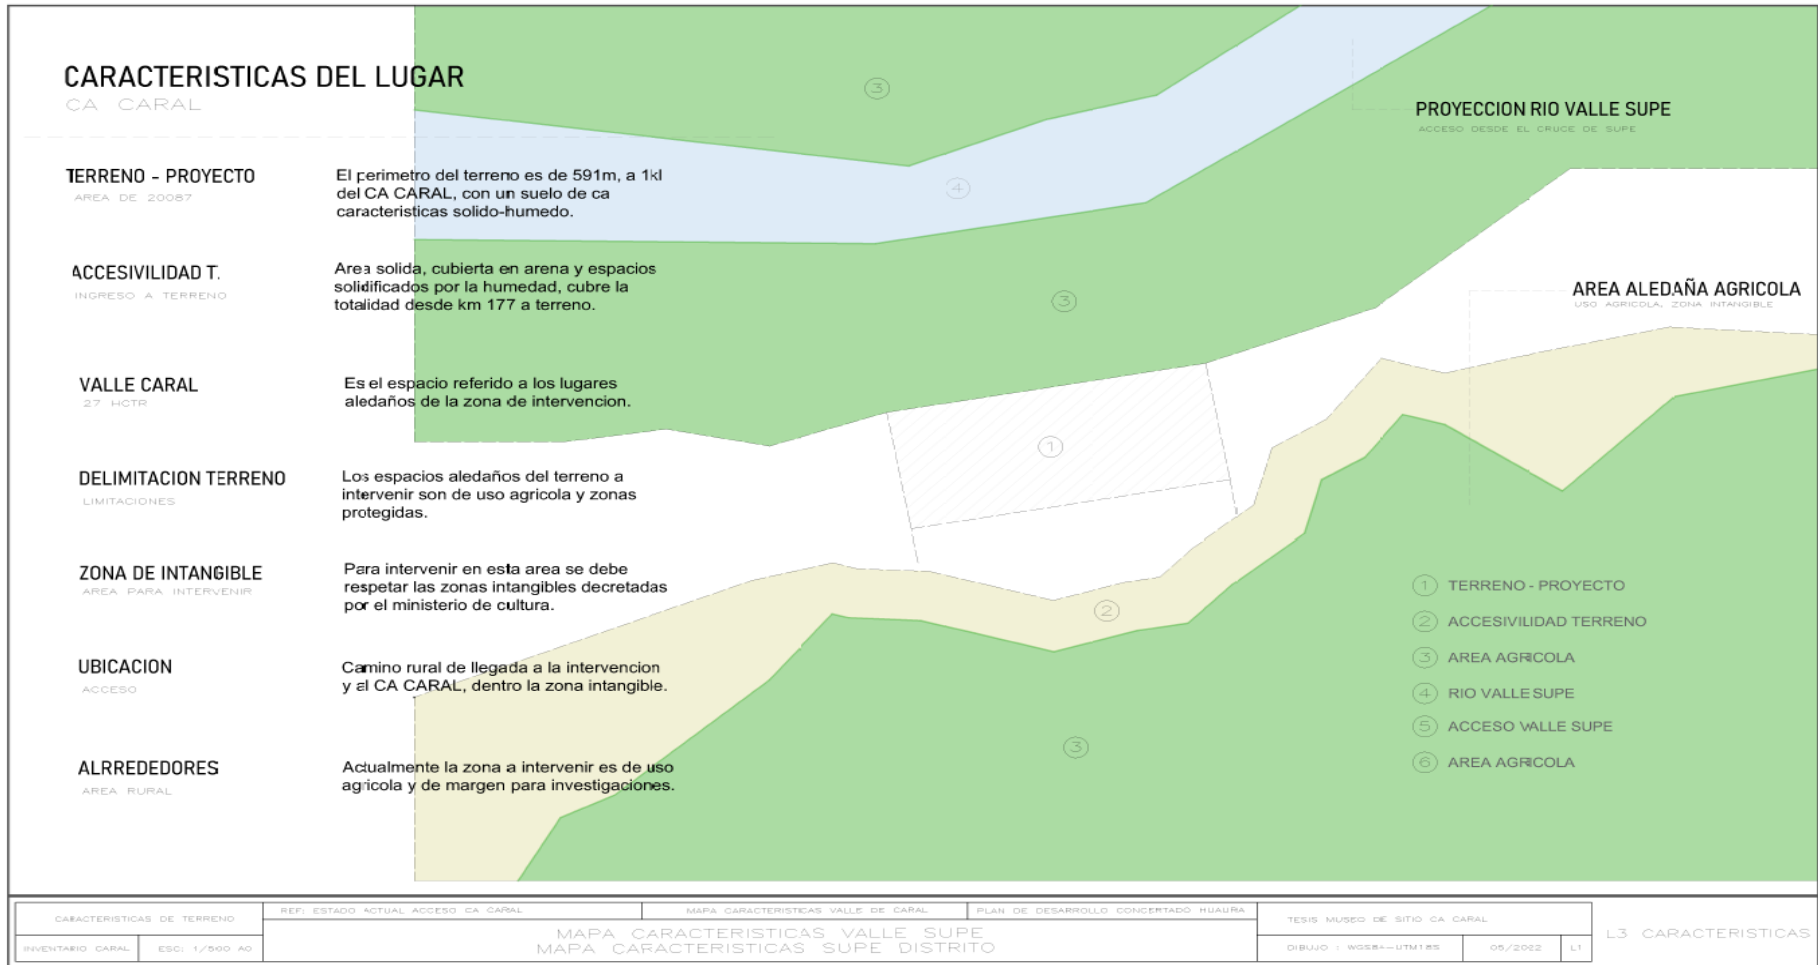 CARACTERISTICAS DEL LUGAR
CA CARAL
TERRENO - PROYECTO
AREA DE 20087
El perimetro del terreno es de 591m, a 1kl
del CA CARAL, con un suelo de ca
caracteristicas solido-humedo.
ACCESIVILIDAD T.
INGRESO A TERRENO
Area solida, cubierta en arena y espacios
solidificados por la humedad, cubre la
totalidad desde km 177 a terreno.
VALLE CARAL
27 HCTR
Es el espacio referido a los lugares
aledaños de la zona de intervencion.
DELIMITACION TERRENO
LIMITACIONES
Los espacios aledaños del terreno a
intervenir son de uso agricola y zonas
protegidas.
ZONA DE INTANGIBLE
AREA PARA INTERVENIR
Para intervenir en esta area se debe
respetar las zonas intangibles decretadas
por el ministerio de cultura.
UBICACION
ACCESO
Camino rural de llegada a la intervencion
y al CA CARAL, dentro la zona intangible.
ALRREDEDORES
AREA RURAL
Actualmente la zona a intervenir es de uso
agricola y de margen para investigaciones.
3
4
3
1
2
3
PROYECCION RIO VALLE SUPE
ACCESO DESDE EL CRUCE DE SUPE
AREA ALEDAÑA AGRICOLA
USO AGRICOLA, ZONA INTANGIBLE
1 TERRENO - PROYECTO
2 ACCESIVILIDAD TERRENO
3 AREA AGRICOLA
4 RIO VALLE SUPE
5 ACCESO VALLE SUPE
6 AREA AGRICOLA
CARACTERISTICAS DE TERRENO
INVENTARIO CARAL
ESC: 1/500 A0
REF: ESTADO ACTUAL ACCESO CA CARAL
MAPA CARACTERISTICAS VALLE DE CARAL
PLAN DE DESARROLLO CONCERTADO HUAURA
MAPA CARACTERISTICAS VALLE SUPE
MAPA CARACTERISTICAS SUPE DISTRITO
TESIS MUSEO DE SITIO CA CARAL
DIBUJO : WGS84-UTM18S
05/2022
L1
L3 CARACTERISTICAS